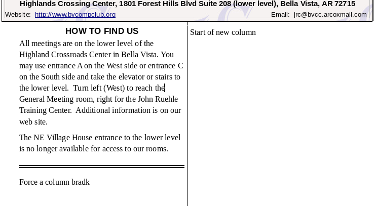 Highlands Crossing Center, 1801 Forest Hills Blvd Suite 208 (lower level), Bella Vista, AR 72715
Website: http://www.bvcompclub.org Email: jrc@bvcc.arcoxmail.com
HOW TO FIND US
All meetings are on the lower level of the
Highland Crossroads Center in Bella Vista. You
may use entrance A on the West side or entrance C
on the South side and take the elevator or stairs to
the lower level. Turn left (West) to reach the
General Meeting room, right for the John Ruehle
Training Center. Additional information is on our
web site.
The NE Village House entrance to the lower level
is no longer available for access to our rooms.
Force a column bradk
Start of new column